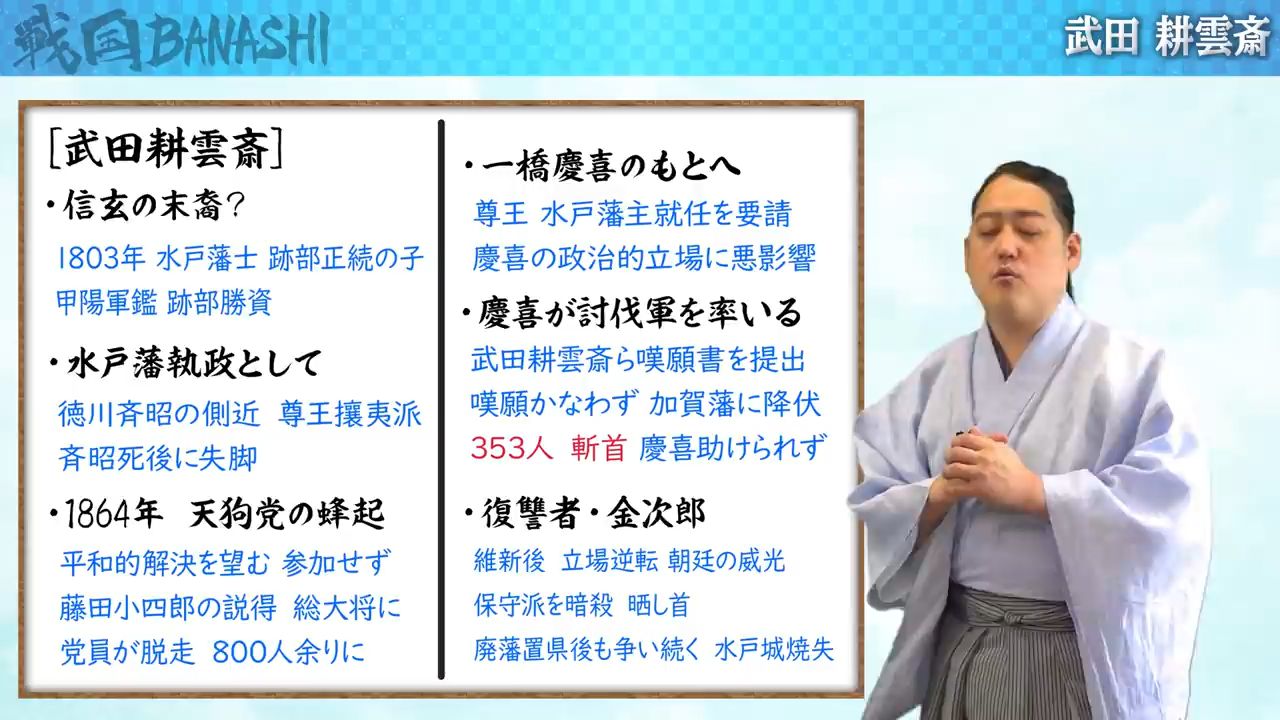 戦国BANASHI
武田 耕雲斎
[武田耕雲斎]
・信玄の末裔?
1803年 水戸藩士 跡部正続の子
甲陽軍鑑 跡部勝資
・水戸藩執政として
徳川斉昭の側近 尊王攘夷派
斉昭死後に失脚
・1864年 天狗党の蜂起
平和的解決を望む 参加せず
藤田小四郎の説得 総大将に
党員が脱走 800人余りに
・一橋慶喜のもとへ
尊王 水戸藩主就任を要請
慶喜の政治的立場に悪影響
・慶喜が討伐軍を率いる
武田耕雲斎ら嘆願書を提出
嘆願かなわず 加賀藩に降伏
353人 斬首 慶喜助けられず
・復讐者・金次郎
維新後 立場逆転 朝廷の威光
保守派を暗殺 晒し首
廃藩置県後も争い続く 水戸城焼失